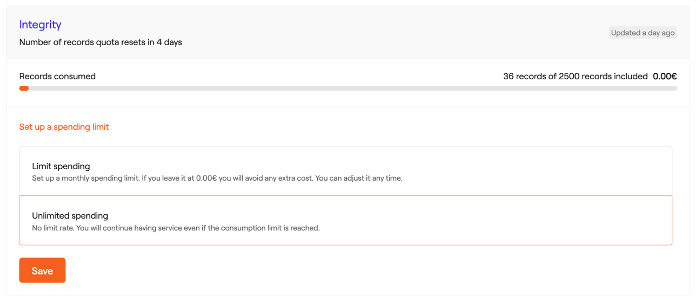 Integrity
Number of records quota resets in 4 days
Updated a day ago
Records consumed
36 records of 2500 records included 0.00€
Set up a spending limit
Limit spending
Set up a monthly spending limit. If you leave it at 0.00€ you will avoid any extra cost. You can adjust it any time.
Unlimited spending
No limit rate. You will continue having service even if the consumption limit is reached.
Save